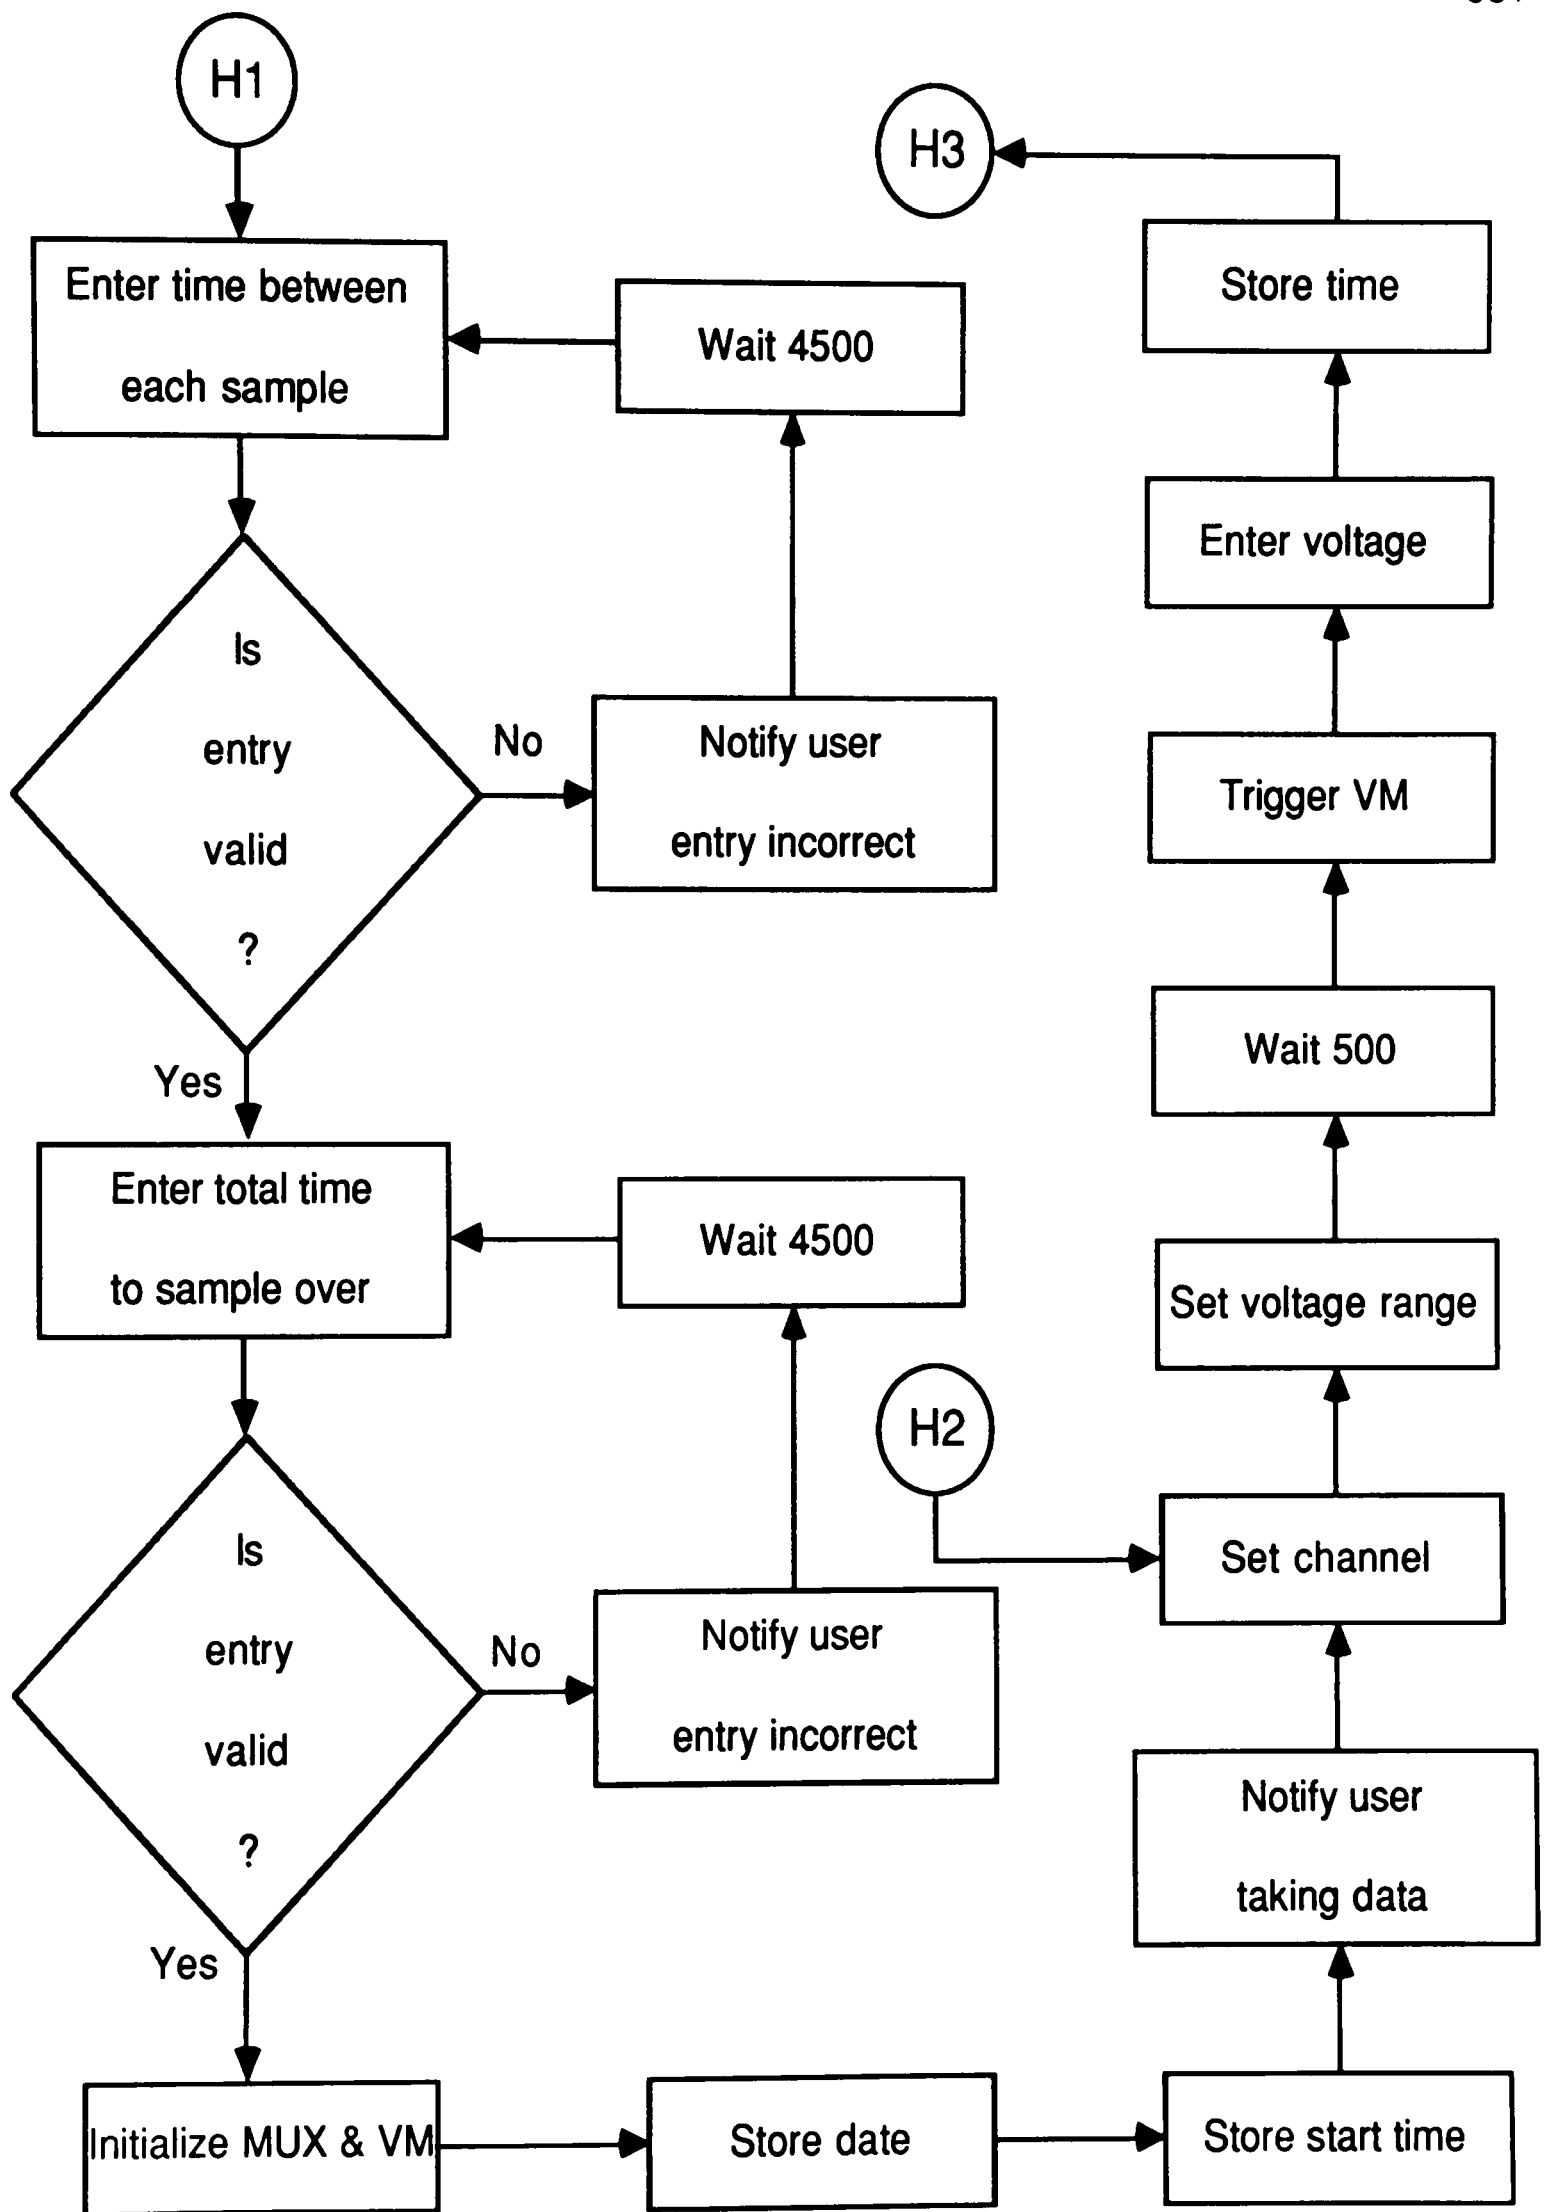 H1
Enter time between
each sample
Wait 4500
Is
entry
valid
?
No
Notify user
entry incorrect
Yes
Enter total time
to sample over
Wait 4500
Is
entry
valid
?
No
Notify user
entry incorrect
Yes
Initialize MUX & VM
Store date
Store start time
Notify user
taking data
H2
Set channel
Set voltage range
Wait 500
Trigger VM
Enter voltage
Store time
H3